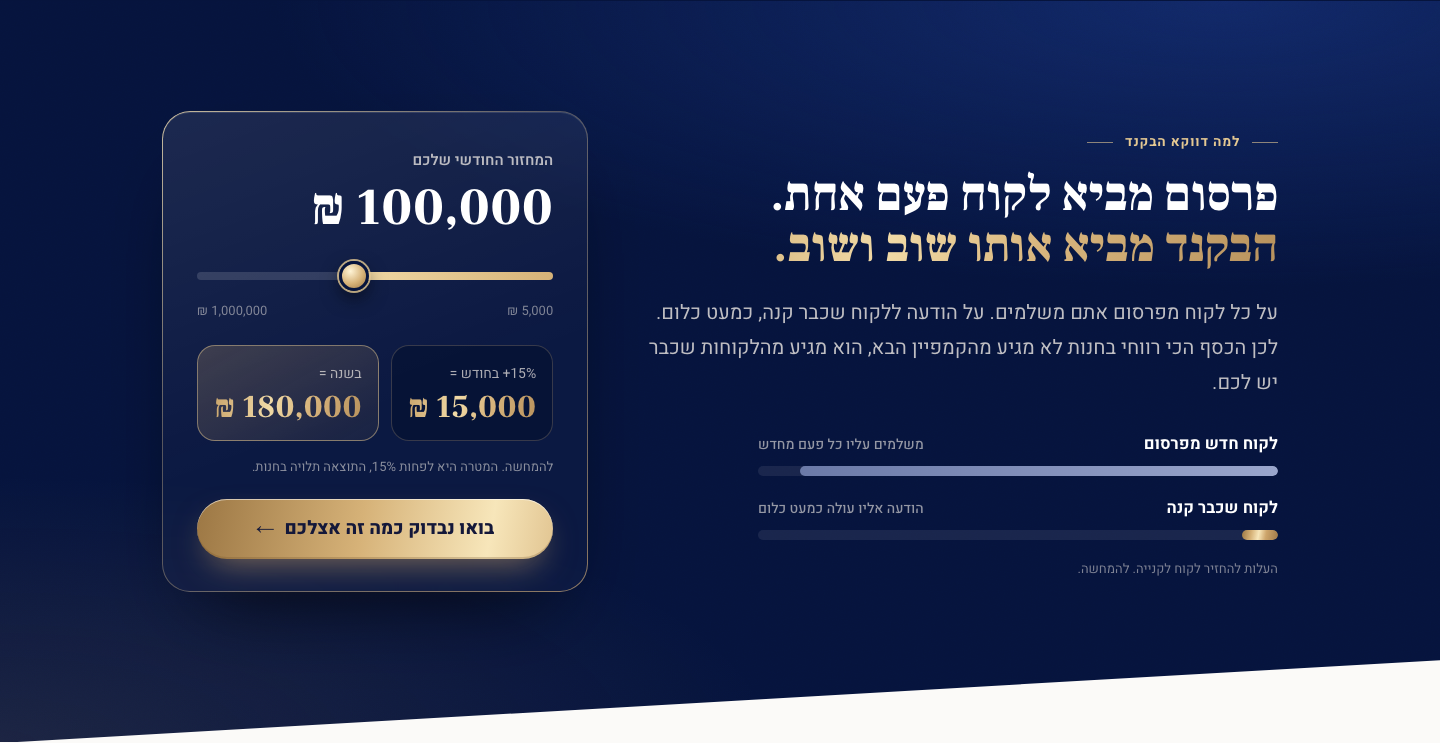 למה דווקא הבקנד
פרסום מביא לקוח פעם אחת.
הבקנד מביא אותו שוב ושוב.
על כל לקוח מפרסום אתם משלמים. על הודעה ללקוח שכבר קנה, כמעט כלום.
לכן הכסף הכי רווחי בחנות לא מגיע מהקמפיין הבא, הוא מגיע מהלקוחות שכבר
יש לכם.
לקוח חדש מפרסום
משלמים עליו כל פעם מחדש
לקוח שכבר קנה
הודעה אליו עולה כמעט כלום
העלות להחזיר לקוח לקנייה. להמחשה.
המחזור החודשי שלכם
100,000 ₪
5,000 ₪
1,000,000 ₪
+15% בחודש =
15,000 ₪
בשנה =
180,000 ₪
להמחשה. המטרה היא לפחות 15%, התוצאה תלויה בחנות.
בואו נבדוק כמה זה אצלכם ←